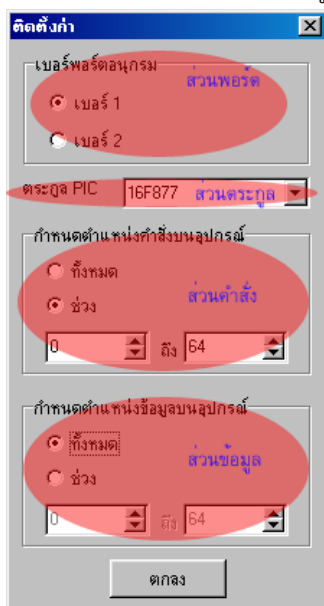 ติดตั้งค่า
เบอร์พอร์ตอนุกรม
ส่วนพอร์ต
เบอร์ 1
เบอร์ 2
ตระกูล PIC 16F877 ส่วนตระกูล
กำหนดตำแหน่งคำสั่งบนอุปกรณ์
ทั้งหมด
ส่วนคำสั่ง
ช่วง
0 ถึง 64
กำหนดตำแหน่งข้อมูลบนอุปกรณ์
ทั้งหมด
ส่วนข้อมูล
ช่วง
0 ถึง 64
ตกลง